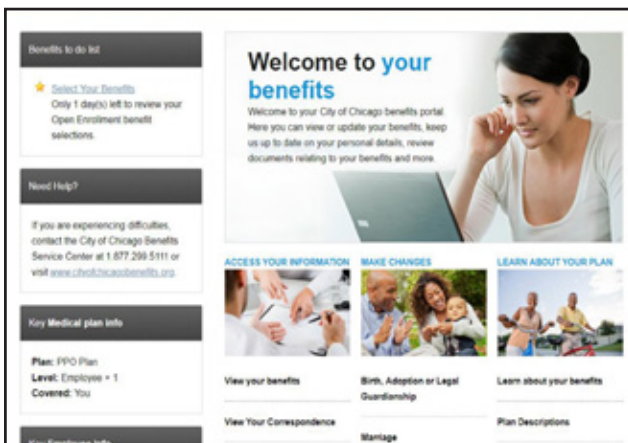 Benefits to do list
Select Your Benefits
Only 1 day(s) left to review your
Open Enrollment benefit
selections.
Need Help?
If you are experiencing difficulties,
contact the City of Chicago Benefits
Service Center at 1.877.299.5111 or
visit www.cityofchicagobenefits.org.
Key Medical plan info
Plan: PPO Plan
Level: Employee + 1
Covered: You
Key Employee info
Welcome to your
benefits
Welcome to your City of Chicago benefits portal.
Here you can view or update your benefits, keep
us up to date on your personal details, review
documents relating to your benefits and more.
ACCESS YOUR INFORMATION
View your benefits
View Your Correspondence
MAKE CHANGES
Birth, Adoption or Legal
Guardianship
Marriage
LEARN ABOUT YOUR PLAN
Learn about your benefits
Plan Descriptions